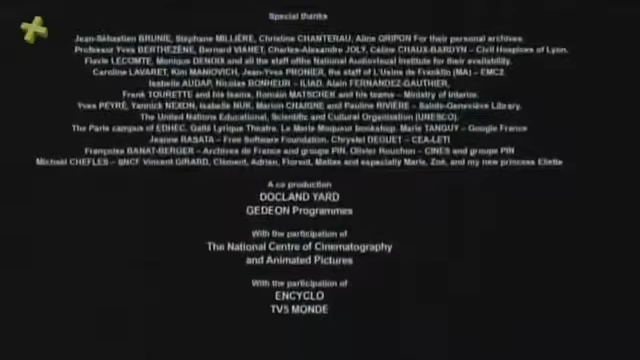 Special thanks
Jean-Sébastien BRUNIE, Stéphane MILLIÈRE, Christine CHANTERAU, Aline GRIPON For their personal archives.
Professor Yves BERTHEZÈNE, Bernard VIANET, Charles-Alexandre JOLY, Céline CHAUX-BARDYN – Civil Hospices of Lyon.
Flavie LECOMTE, Monique DENOIX and all the staff of the National Audiovisual Institute for their availability.
Caroline LAVARET, Kim MANIOVICH, Jean-Yves PRONIER, the staff of L'Usine de Franklin (MA) – EMC2.
Isabelle AUDAP, Nicolas BONHEUR – ILIAD. Alain FERNANDEZ-GAUTHIER,
Frank TOURETTE and his teams, Romain MATSCHEK and his teams – Ministry of Interior.
Yves PEYRÉ, Yannick NEXON, Isabelle NUK, Marion CHARINE and Pauline RIVIÈRE – Sainte-Geneviève Library.
The United Nations Educational, Scientific and Cultural Organisation (UNESCO).
The Paris campus of EDHEC. Gaîté Lyrique Theatre. Le Merle Moqueur bookshop. Marie TANGUY – Google France
Jeanne RASATA – Free Software Foundation. Chrystel DEGUET – CEA-LETI
Françoise BANAT-BERGER – Archives de France and groupe PIN. Olivier Rouchon – CINES and groupe PIN
Michaël CHEFLES – SNCF Vincent GIRARD, Clément, Adrien, Florent, and especially Marie, Zoé, and my new princess Eliette
A co production
DOCLAND YARD
GEDEON Programmes
With the participation of
The National Centre of Cinematography
and Animated Pictures
With the participation of
ENCYCLO
TV5 MONDE